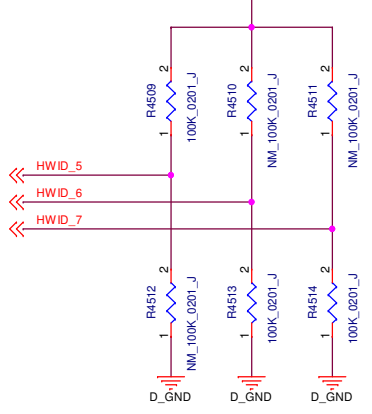 2
R4509
1
100K_0201_J
2
R4510
1
NM_100K_0201_J
2
R4511
1
NM_100K_0201_J
HWID_5
HWID_6
HWID_7
2
R4512
1
NM_100K_0201_J
2
R4513
1
100K_0201_J
2
R4514
1
100K_0201_J
D_GND
D_GND
D_GND